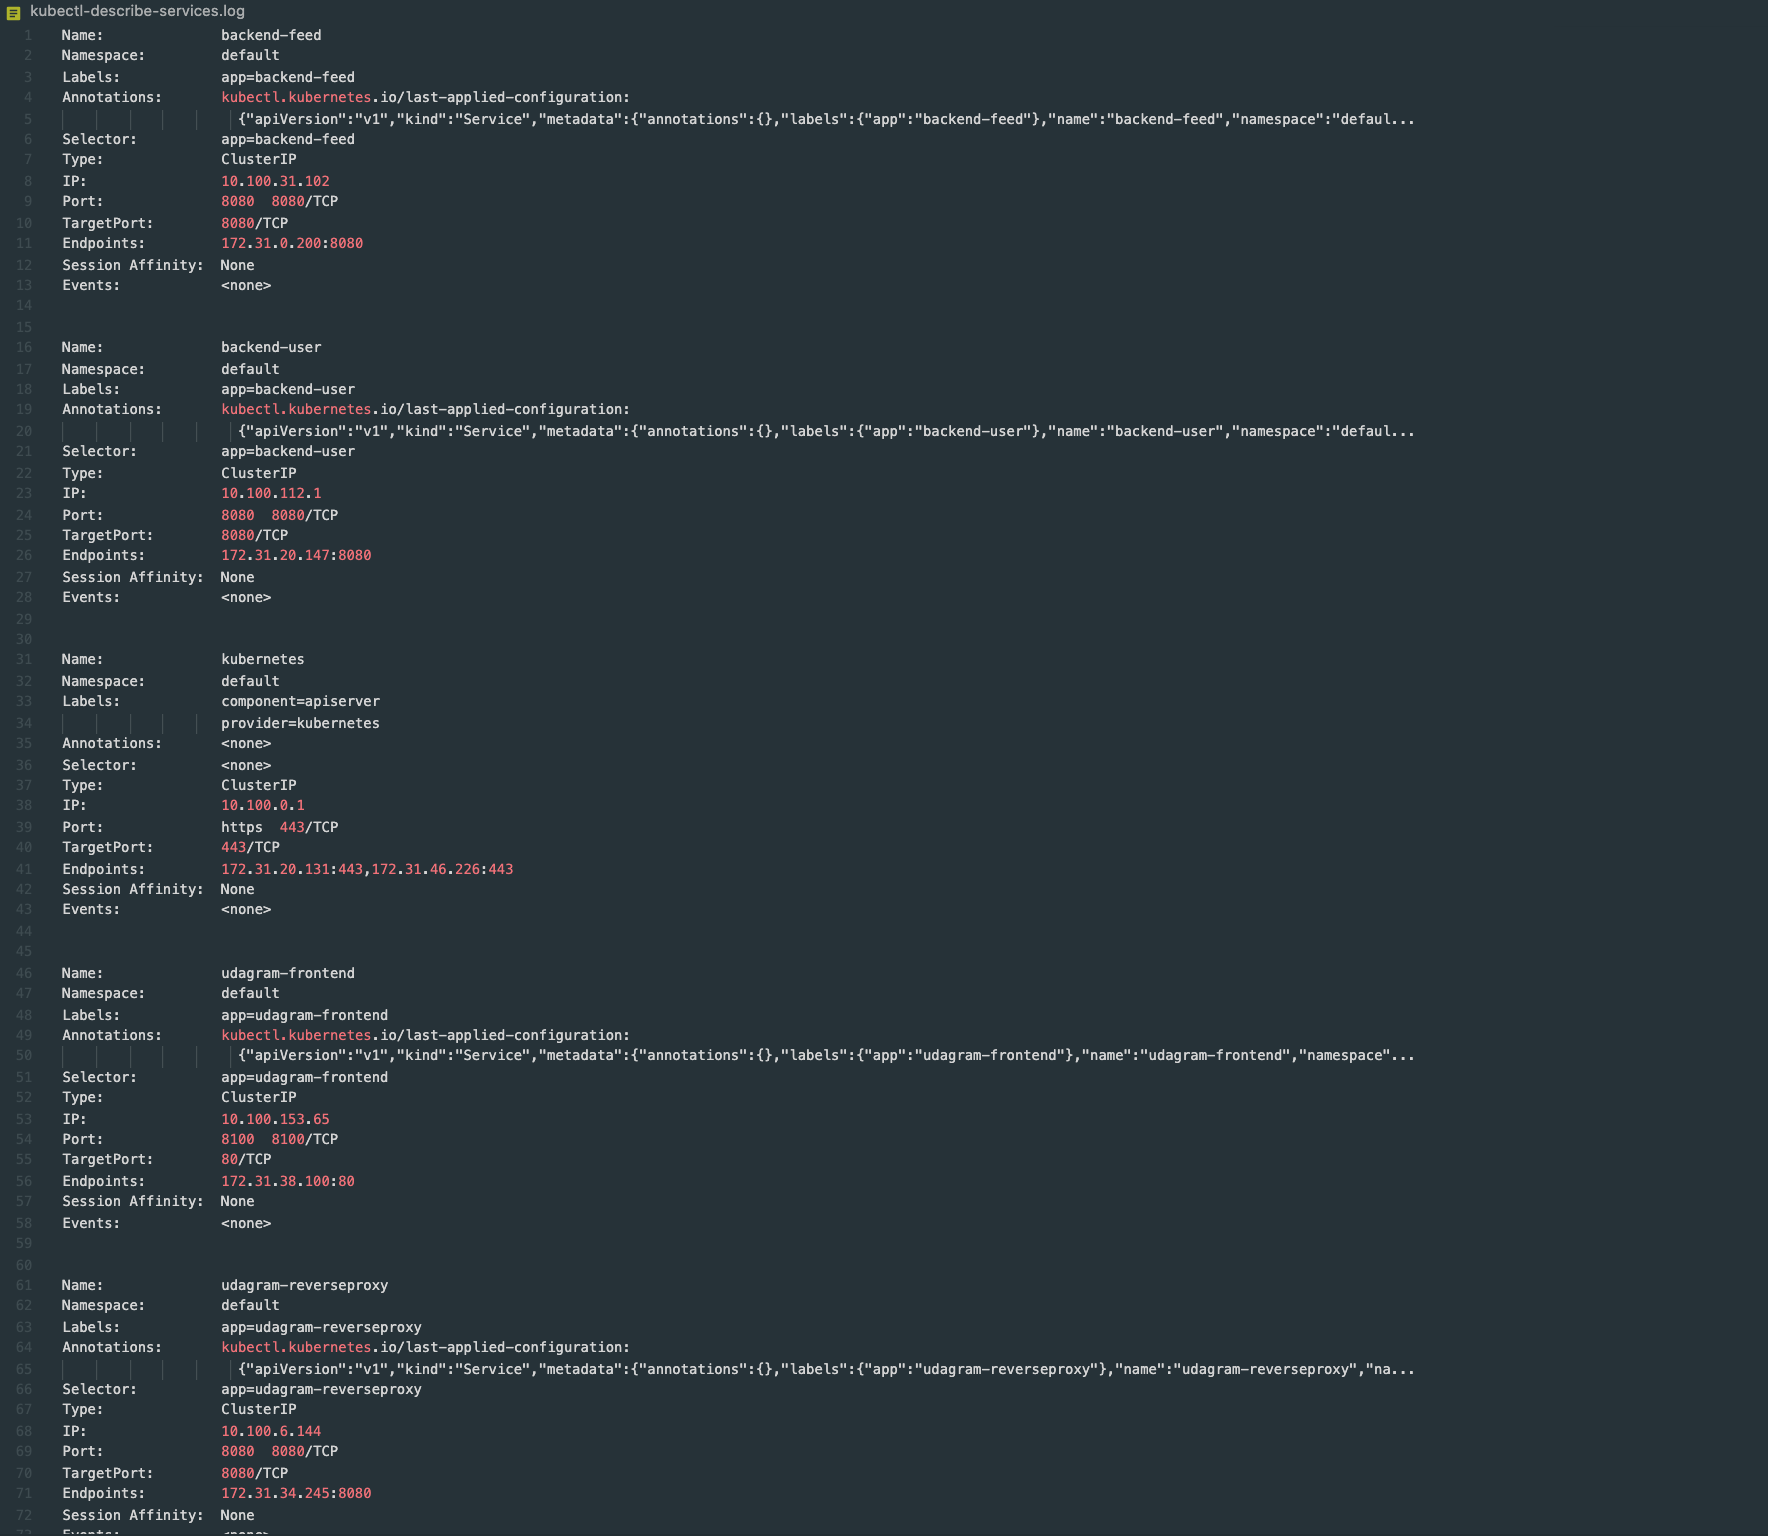 kubectl-describe-services.log
1 Name: backend-feed
2 Namespace: default
3 Labels: app=backend-feed
4 Annotations: kubectl.kubernetes.io/last-applied-configuration:
5 {"apiVersion":"v1","kind":"Service","metadata":{"annotations":{},"labels":{"app":"backend-feed"},"name":"backend-feed","namespace":"defaul...
6 Selector: app=backend-feed
7 Type: ClusterIP
8 IP: 10.100.31.102
9 Port: 8080 8080/TCP
10 TargetPort: 8080/TCP
11 Endpoints: 172.31.0.200:8080
12 Session Affinity: None
13 Events: <none>
14
15
16 Name: backend-user
17 Namespace: default
18 Labels: app=backend-user
19 Annotations: kubectl.kubernetes.io/last-applied-configuration:
20 {"apiVersion":"v1","kind":"Service","metadata":{"annotations":{},"labels":{"app":"backend-user"},"name":"backend-user","namespace":"defaul...
21 Selector: app=backend-user
22 Type: ClusterIP
23 IP: 10.100.112.1
24 Port: 8080 8080/TCP
25 TargetPort: 8080/TCP
26 Endpoints: 172.31.20.147:8080
27 Session Affinity: None
28 Events: <none>
29
30
31 Name: kubernetes
32 Namespace: default
33 Labels: component=apiserver
34 provider=kubernetes
35 Annotations: <none>
36 Selector: <none>
37 Type: ClusterIP
38 IP: 10.100.0.1
39 Port: https 443/TCP
40 TargetPort: 443/TCP
41 Endpoints: 172.31.20.131:443,172.31.46.226:443
42 Session Affinity: None
43 Events: <none>
44
45
46 Name: udagram-frontend
47 Namespace: default
48 Labels: app=udagram-frontend
49 Annotations: kubectl.kubernetes.io/last-applied-configuration:
50 {"apiVersion":"v1","kind":"Service","metadata":{"annotations":{},"labels":{"app":"udagram-frontend"},"name":"udagram-frontend","namespace"...
51 Selector: app=udagram-frontend
52 Type: ClusterIP
53 IP: 10.100.153.65
54 Port: 8100 8100/TCP
55 TargetPort: 80/TCP
56 Endpoints: 172.31.38.100:80
57 Session Affinity: None
58 Events: <none>
59
60
61 Name: udagram-reverseproxy
62 Namespace: default
63 Labels: app=udagram-reverseproxy
64 Annotations: kubectl.kubernetes.io/last-applied-configuration:
65 {"apiVersion":"v1","kind":"Service","metadata":{"annotations":{},"labels":{"app":"udagram-reverseproxy"},"name":"udagram-reverseproxy","na...
66 Selector: app=udagram-reverseproxy
67 Type: ClusterIP
68 IP: 10.100.6.144
69 Port: 8080 8080/TCP
70 TargetPort: 8080/TCP
71 Endpoints: 172.31.34.245:8080
72 Session Affinity: None